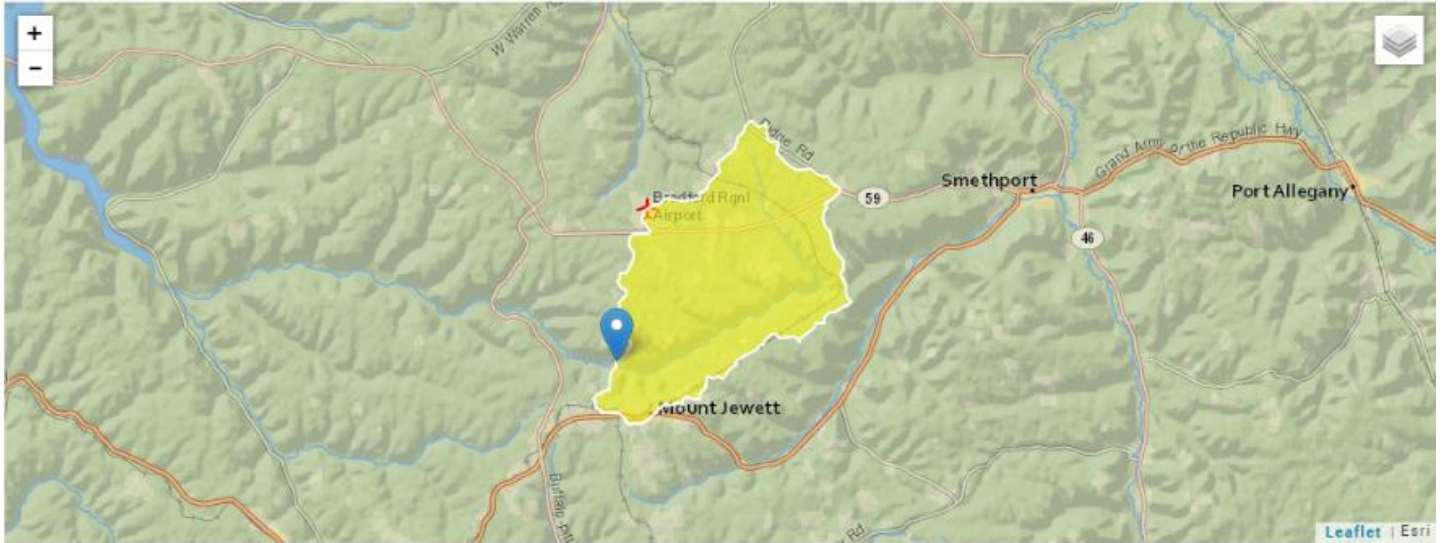 +
−
W Warren Rd
Ridge Rd
Bradford Rgnl
Airport
59
Smethport
Grand Army of the Republic Hwy
Port Allegany
46
Mount Jewett
Rd
Leaflet | Esri